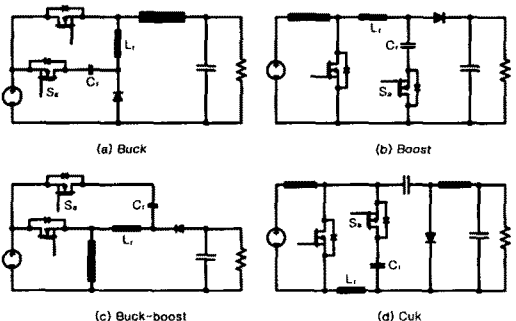 Lr
Cr
Sa
(a) Buck
Lr
Cr
Sa
(b) Boost
Sa
Cr
Lr
(c) Buck-boost
Sa
Cr
Lr
(d) Cuk